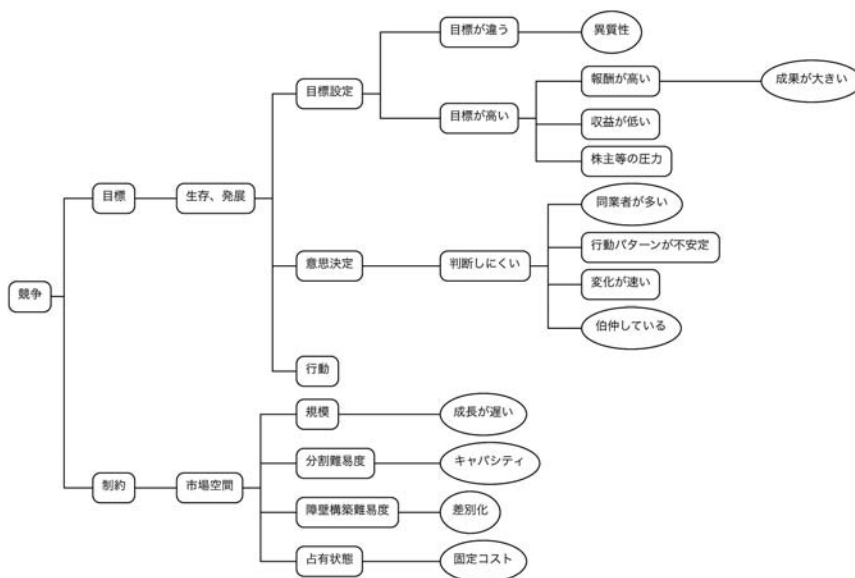 競争
目標
生存、発展
目標設定
目標が違う
異質性
目標が高い
報酬が高い
成果が大きい
収益が低い
株主等の圧力
意思決定
判断しにくい
同業者が多い
行動パターンが不安定
変化が速い
伯仲している
行動
制約
市場空間
規模
成長が遅い
分割難易度
キャパシティ
障壁構築難易度
差別化
占有状態
固定コスト